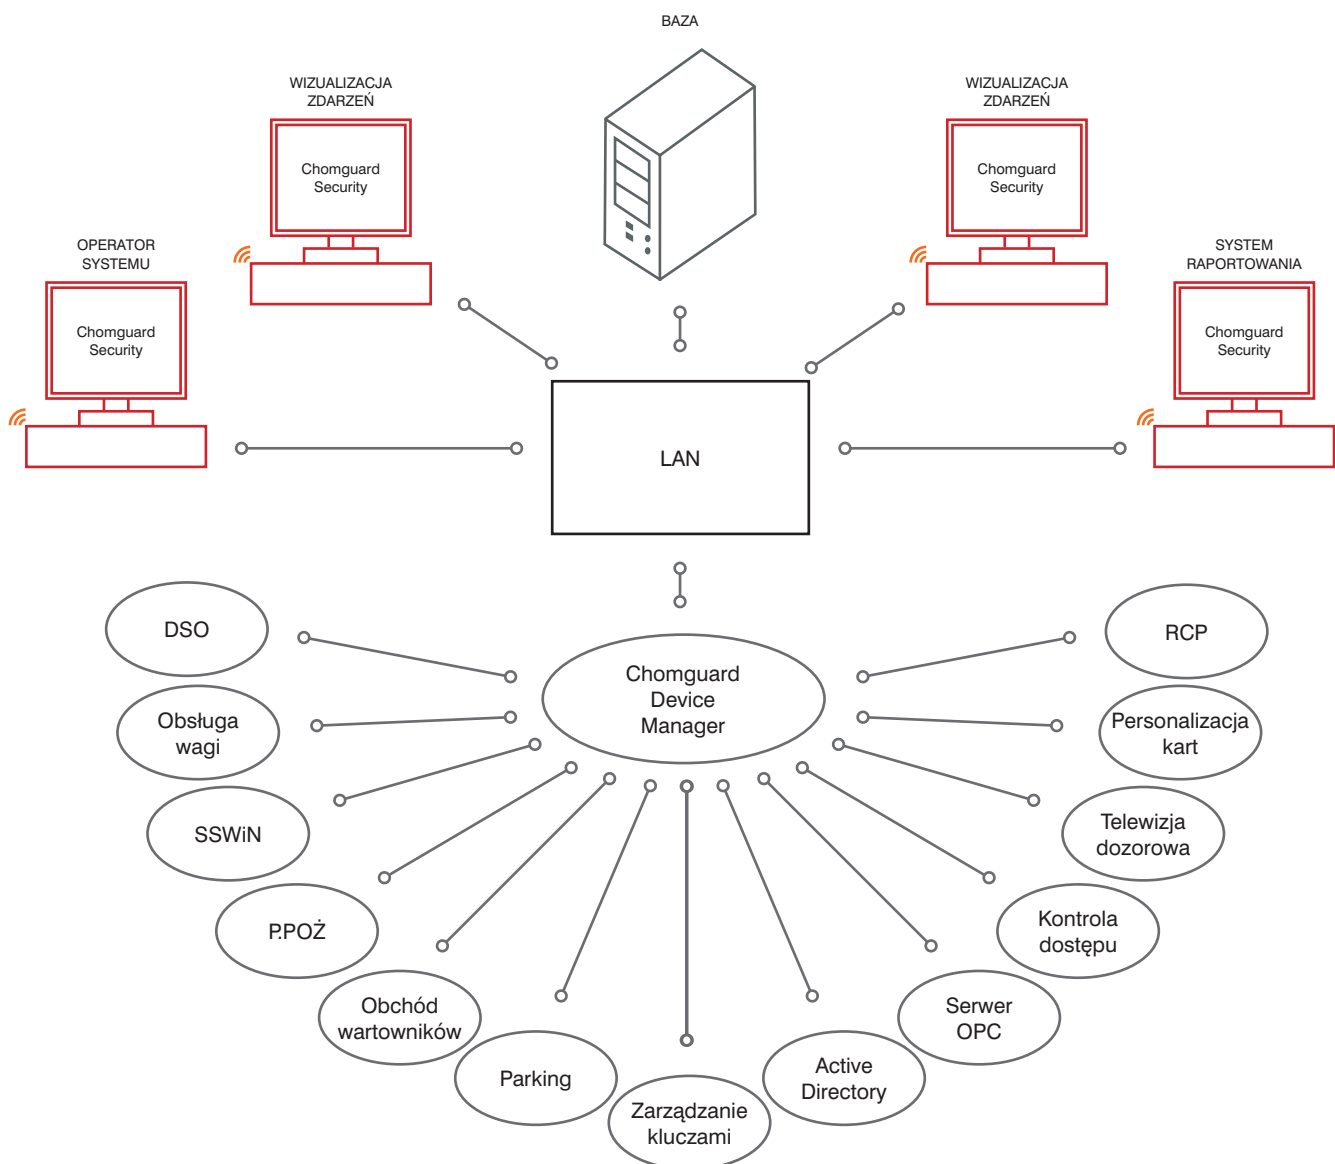 BAZA
WIZUALIZACJA
ZDARZEŃ
Chomguard
Security
WIZUALIZACJA
ZDARZEŃ
Chomguard
Security
OPERATOR
SYSTEMU
Chomguard
Security
SYSTEM
RAPORTOWANIA
Chomguard
Security
LAN
Chomguard
Device
Manager
DSO
Obsługa
wagi
SSWiN
P.POŻ
Obchód
wartowników
Parking
Zarządzanie
kluczami
Active
Directory
Serwer
OPC
Kontrola
dostępu
Telewizja
dozorowa
Personalizacja
kart
RCP